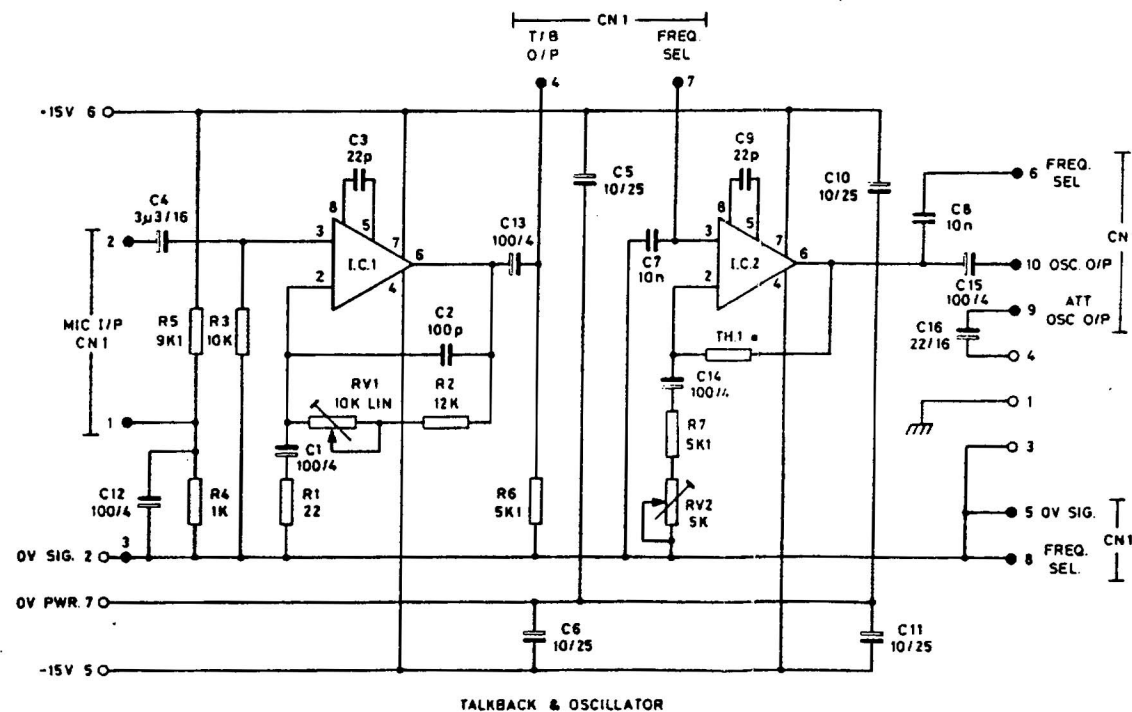 CN1
T/B
O/P
4
FREQ.
SEL
7
+15V 6
C3
22p
C9
22p
C5
10/25
C10
10/25
C4
3µ3/16
2
8
5
3
7
6
I.C.1
2
4
C13
100/4
C7
10n
8
5
3
7
6
I.C.2
2
4
6 FREQ.
SEL
C8
10n
CN
10 OSC. O/P
C15
100/4
9 ATT
OSC O/P
C16
22/16
4
MIC I/P
CN1
R5
9K1
R3
10K
C2
100p
TH.1
RV1
10K LIN
R2
12K
C14
100/4
1
1
C1
100/4
R7
5K1
3
C12
100/4
R4
1K
R1
22
R6
5K1
RV2
5K
5 0V SIG.
CN1
0V SIG. 2
3
8 FREQ.
SEL.
0V PWR. 7
C6
10/25
C11
10/25
-15V 5
TALKBACK & OSCILLATOR